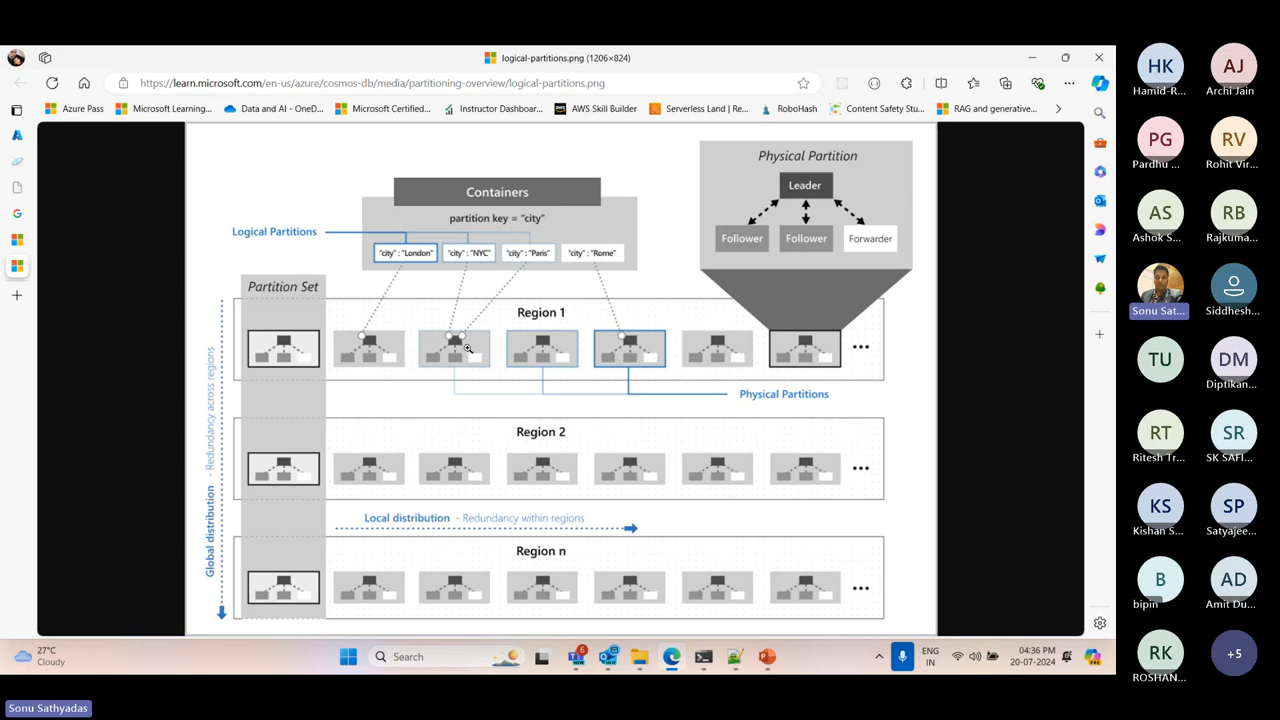 logical-partitions.png (1206×824)
https://learn.microsoft.com/en-us/azure/cosmos-db/media/partitioning-overview/logical-partitions.png
Azure Pass
Microsoft Learning...
Data and AI - OneD...
Microsoft Certified...
Instructor Dashboar...
AWS Skill Builder
Serverless Land | Re...
RoboHash
Content Safety Stu...
RAG and generative...
Containers
partition key = "city"
Logical Partitions
"city" : "London"
"city" : "NYC"
"city" : "Paris"
"city" : "Rome"
Physical Partition
Leader
Follower
Follower
Forwarder
Partition Set
Region 1
Physical Partitions
Region 2
Local distribution - Redundancy within regions
Region n
Global distribution - Redundancy across regions
HK
Hamid-R...
AJ
Archi Jain
PG
Pardhu ...
RV
Rohit Vir...
AS
Ashok S...
RB
Rajkuma...
Sonu Sat...
Siddhesh...
TU
DM
Diptikan...
RT
Ritesh Tr...
SR
SK SAFI...
KS
Kishan S...
SP
Satyajee...
B
bipin
AD
Amit Du...
RK
ROSHAN...
+5
27°C
Cloudy
Search
6
NEW
NEW
ENG
IN
04:36 PM
20-07-2024
Sonu Sathyadas